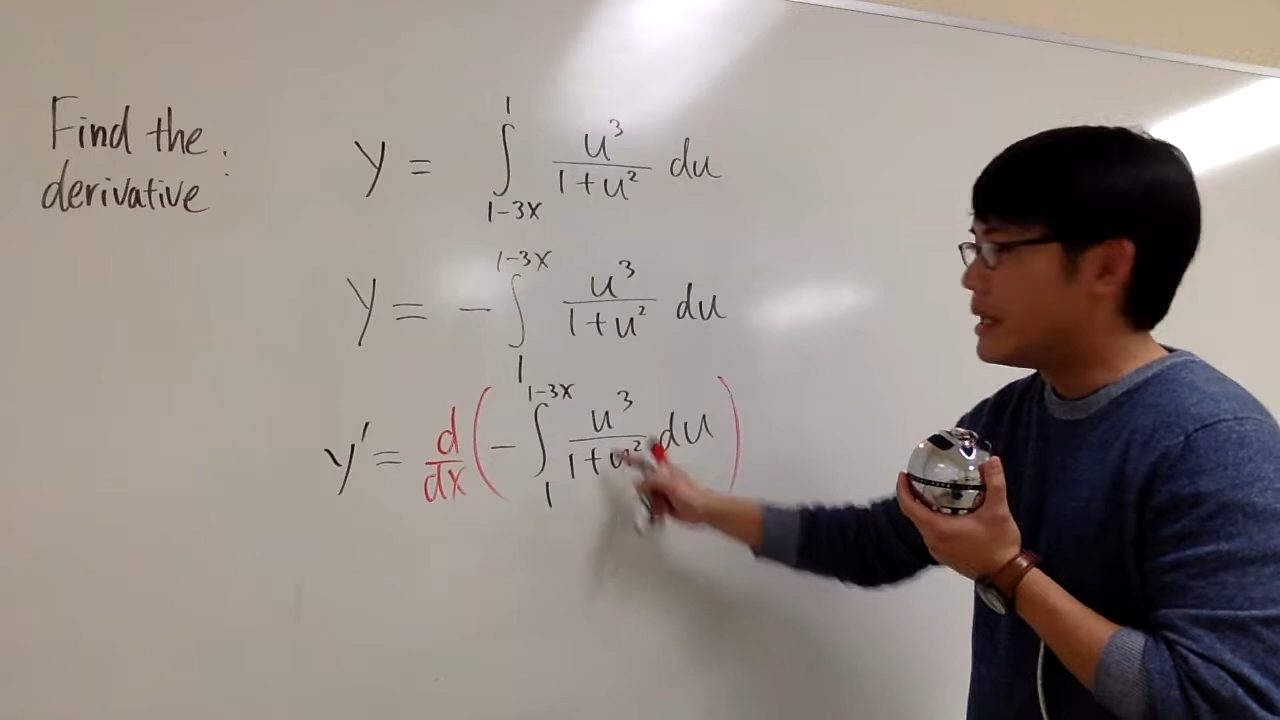 Find the
derivative :
y = ∫_{1-3x}^{1} u³/(1+u²) du
y = - ∫_{1}^{1-3x} u³/(1+u²) du
y' = d/dx (- ∫_{1}^{1-3x} u³/(1+u²) du)